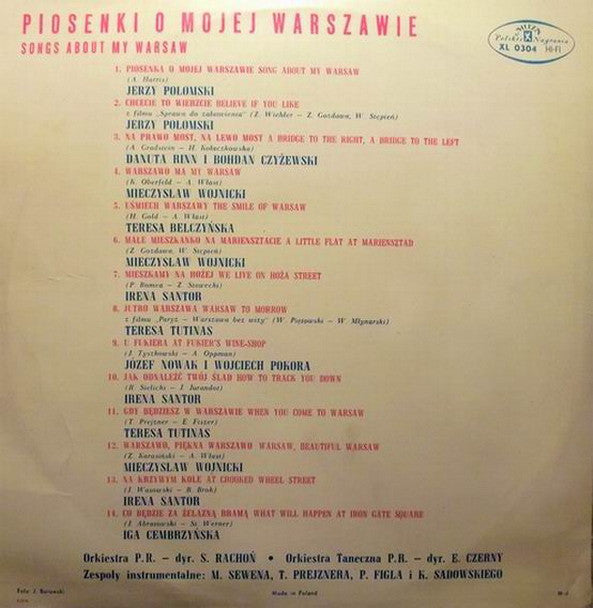 PIOSENKI O MOJEJ WARSZAWIE
SONGS ABOUT MY WARSAW
MUZA
Polskie Nagrania
XL 0304 HI-FI
1. PIOSENKA O MOJEJ WARSZAWIE SONG ABOUT MY WARSAW
(A. Harris)
JERZY POŁOMSKI
2. CHCECIE TO WIERZCIE BELIEVE IF YOU LIKE
z filmu „Sprawa do załatwienia" (Z. Wiehler – Z. Gozdawa, W. Stępień)
JERZY POŁOMSKI
3. NA PRAWO MOST, NA LEWO MOST A BRIDGE TO THE RIGHT, A BRIDGE TO THE LEFT
(A. Gradstein – H. Kołaczkowska)
DANUTA RINN I BOHDAN CZYŻEWSKI
4. WARSZAWO MA MY WARSAW
(K. Oberfeld – A. Włast)
MIECZYSŁAW WOJNICKI
5. UŚMIECH WARSZAWY THE SMILE OF WARSAW
(H. Gold – A. Włast)
TERESA BELCZYŃSKA
6. MAŁE MIESZKANKO NA MARIENSZTACIE A LITTLE FLAT AT MARIENSZTAD
(Z. Gozdawa, W. Stępień)
MIECZYSŁAW WOJNICKI
7. MIESZKAMY NA HOŻEJ WE LIVE ON HOŻA STREET
(P. Z. Stawecki)
IRENA SANTOR
8. JUTRO WARSZAWA WARSAW TO MORROW
z filmu „Paryż – Warszawa bez wizy" (W. Piętowski – W. Młynarski)
TERESA TUTINAS
9. U FUKIERA AT FUKIER'S WISE-SHOP
(J. Tyszkowski – A. Oppman)
JÓZEF NOWAK I WOJCIECH POKORA
10. JAK ODNALEŹĆ TWÓJ ŚLAD HOW TO TRACK YOU DOWN
(R. Sielicki – J. Jurandot)
IRENA SANTOR
11. GDY BĘDZIESZ W WARSZAWIE WHEN YOU COME TO WARSAW
(T. Prejzner – E. Fiszer)
TERESA TUTINAS
12. WARSZAWO, PIĘKNA WARSZAWO WARSAW, BEAUTIFUL WARSAW
(Z. Karasiński – A. Włast)
MIECZYSŁAW WOJNICKI
13. NA KRZYWYM KOLE AT CROOKED WHEEL STREET
(J. Wasowski – B. Brok)
IRENA SANTOR
14. CO BĘDZIE ZA ŻELAZNĄ BRAMĄ WHAT WILL HAPPEN AT IRON GATE SQUARE
(J. Abrasowski – St. Werner)
IGA CEMBRZYŃSKA
Orkiestra P.R. – dyr. S. RACHOŃ • Orkiestra Taneczna P.R. – dyr. E. CZERNY
Zespoły instrumentalne: M. SEWENA, T. PREJZNERA, P. FIGLA i K. SADOWSKIEGO
Foto J. Borowski
Made in Poland